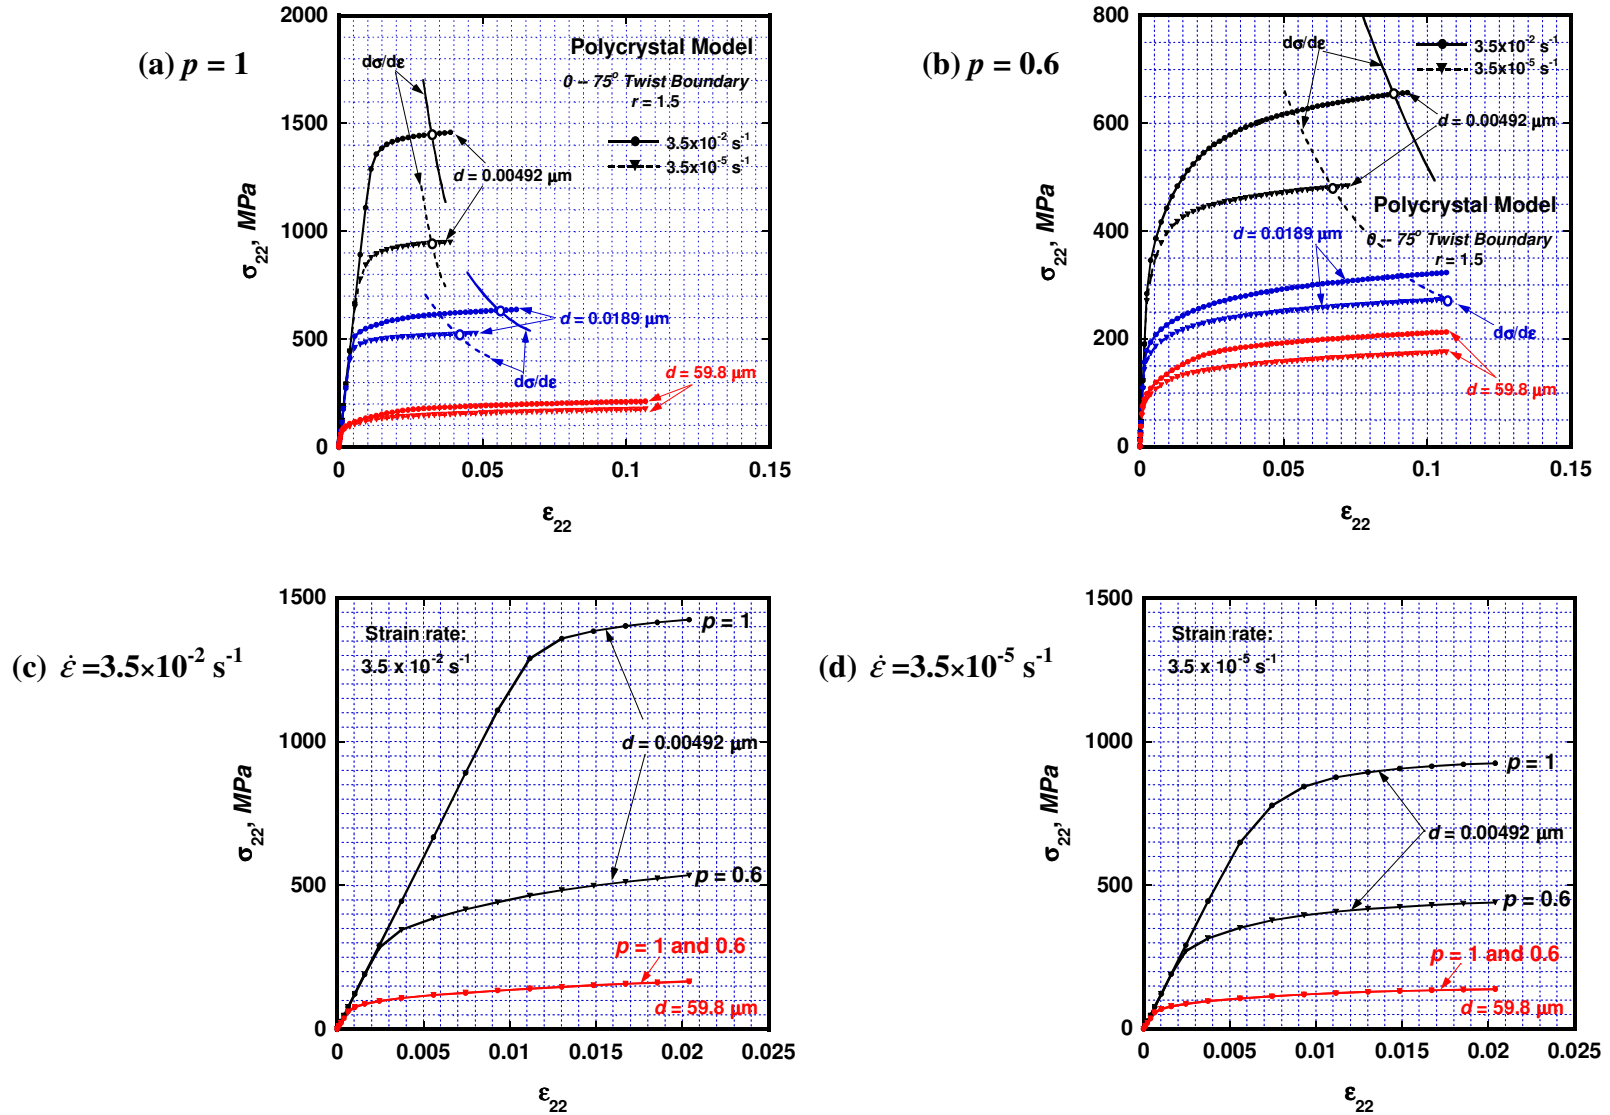 (a) p = 1
2000
1500
1000
500
0
σ22, MPa
Polycrystal Model
0 -- 75° Twist Boundary
r = 1.5
dσ/dε
3.5x10-2 s-1
3.5x10-5 s-1
d = 0.00492 μm
d = 0.0189 μm
dσ/dε
d = 59.8 μm
0
0.05
0.1
0.15
ε22
(b) p = 0.6
800
600
400
200
0
σ22, MPa
dσ/dε
3.5x10-2 s-1
3.5x10-5 s-1
d = 0.00492 μm
Polycrystal Model
d = 0.0189 μm
0 -- 75° Twist Boundary
r = 1.5
dσ/dε
d = 59.8 μm
0
0.05
0.1
0.15
ε22
(c) ε̇ =3.5×10-2 s-1
1500
1000
500
0
σ22, MPa
Strain rate:
3.5 x 10-2 s-1
p = 1
d = 0.00492 μm
p = 0.6
p = 1 and 0.6
d = 59.8 μm
0
0.005
0.01
0.015
0.02
0.025
ε22
(d) ε̇ =3.5×10-5 s-1
1500
1000
500
0
σ22, MPa
Strain rate:
3.5 x 10-5 s-1
p = 1
d = 0.00492 μm
p = 0.6
p = 1 and 0.6
d = 59.8 μm
0
0.005
0.01
0.015
0.02
0.025
ε22